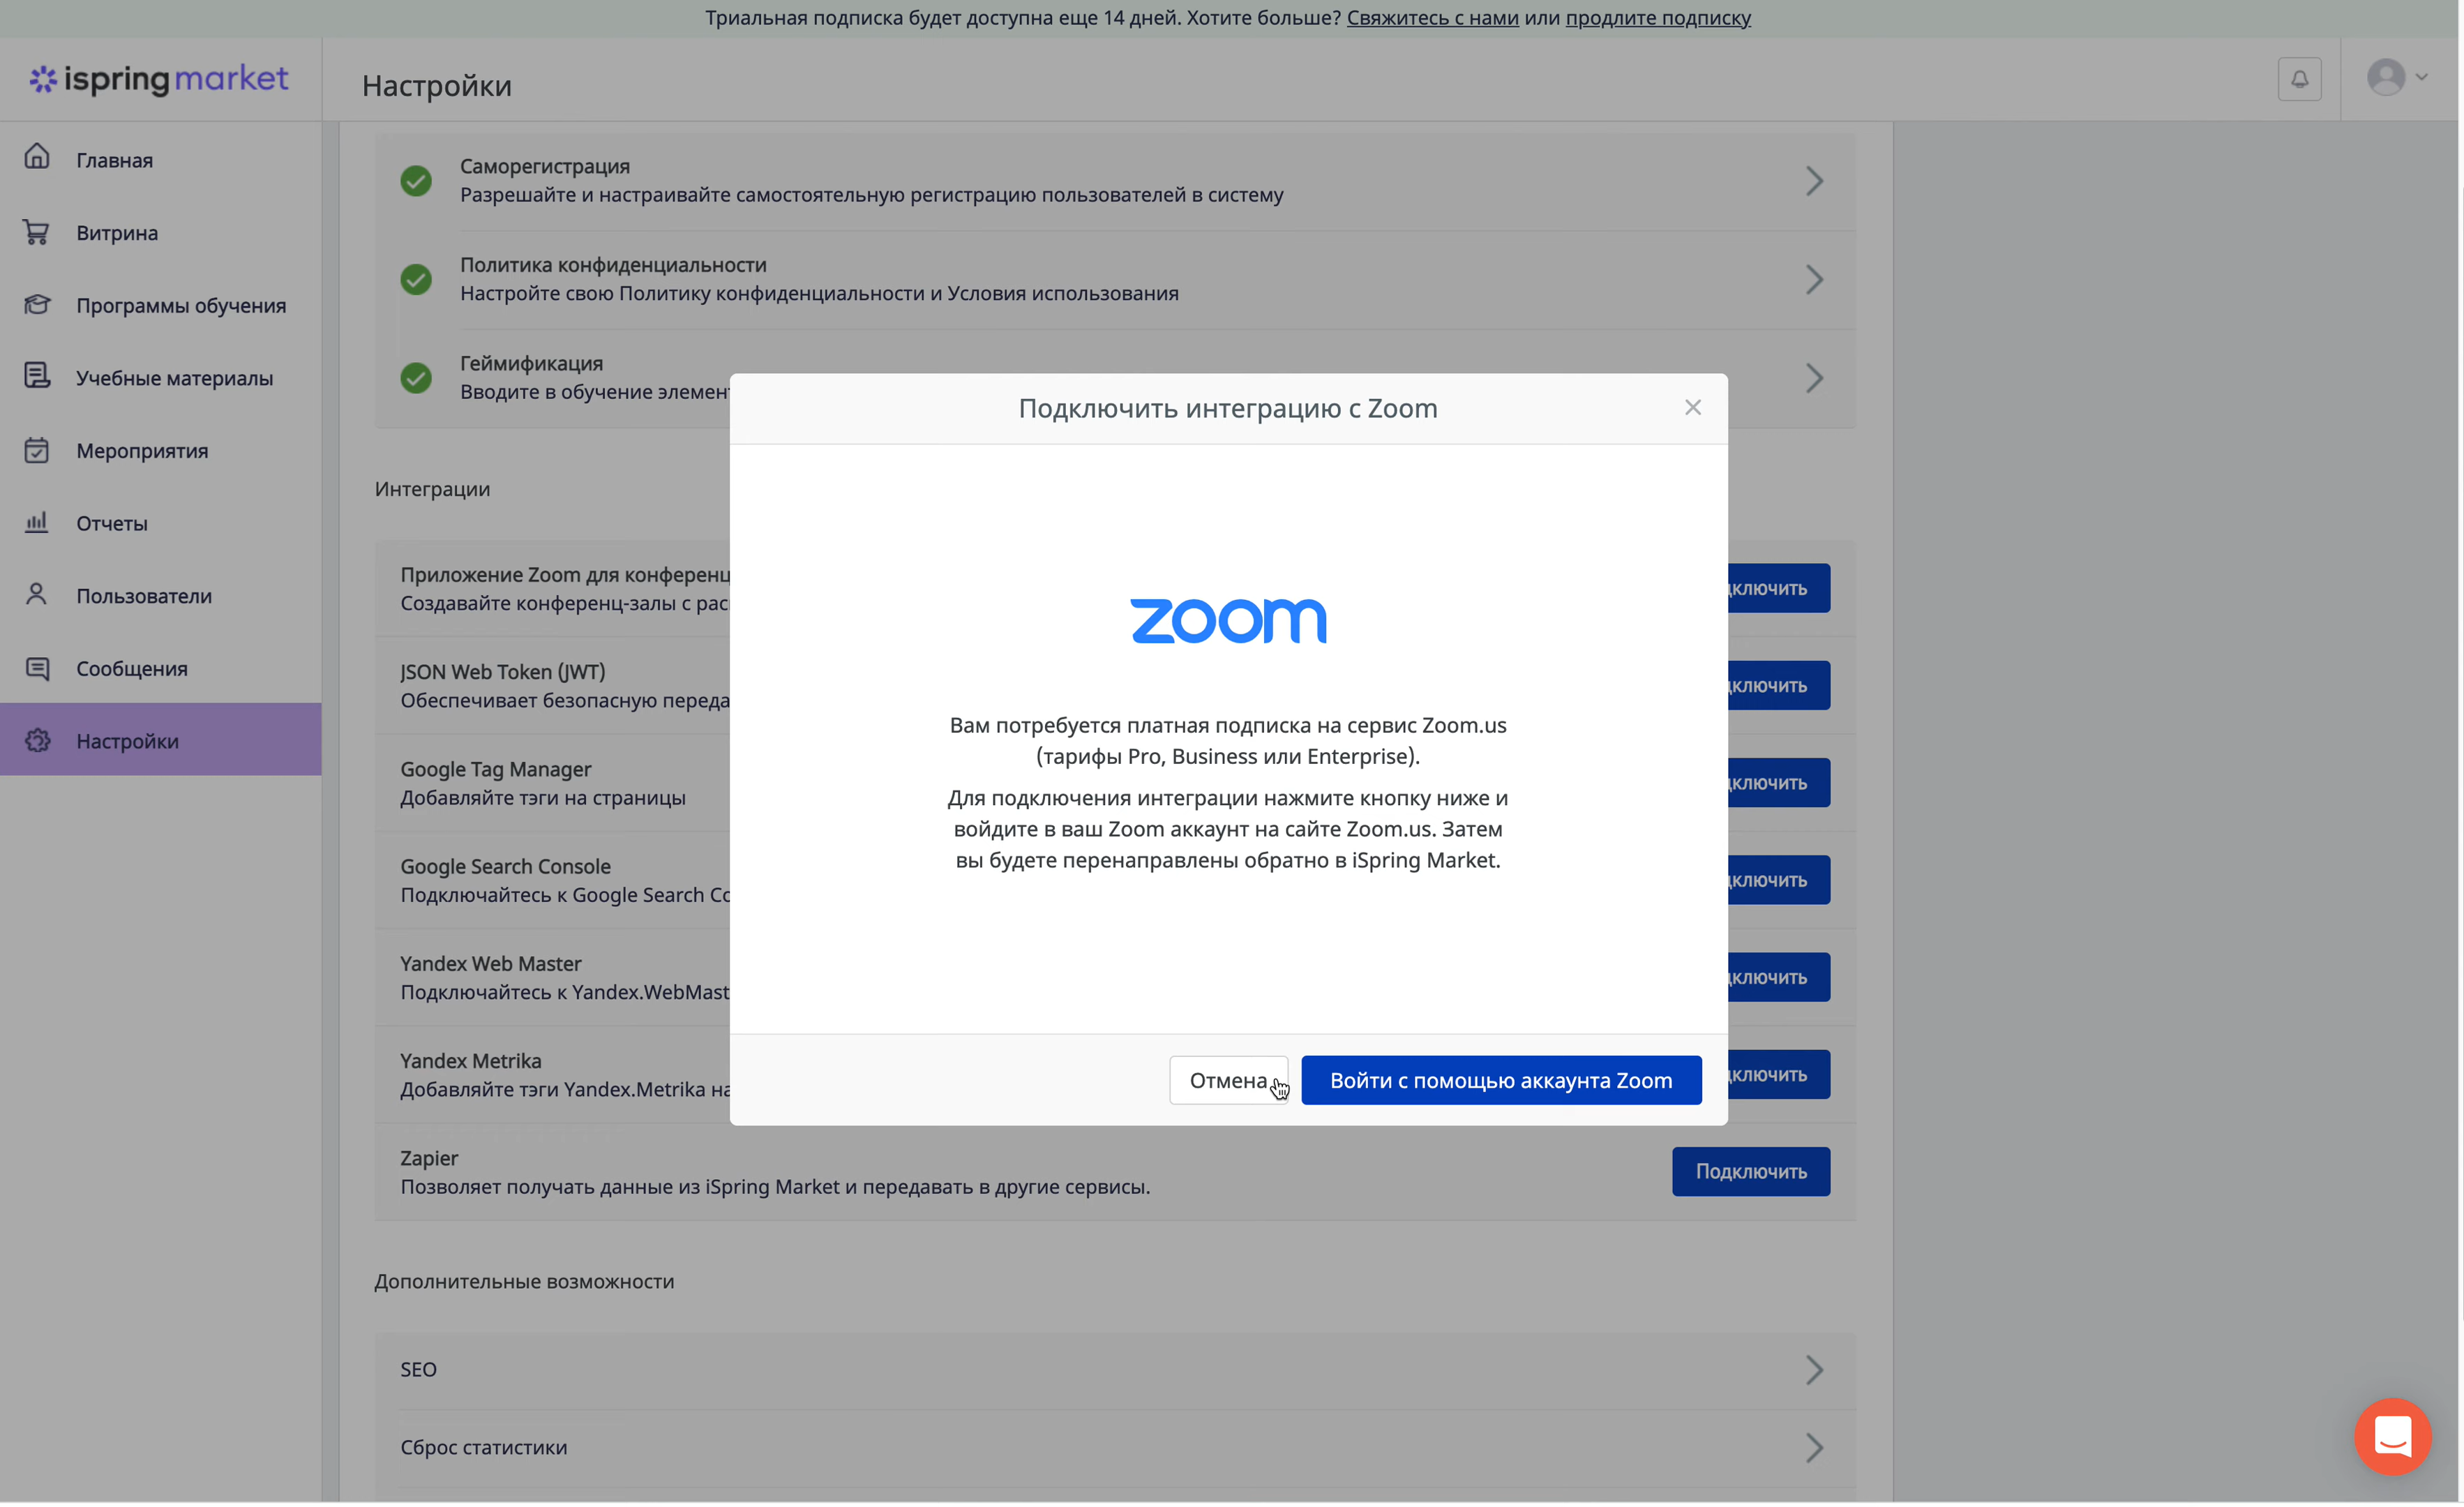 Триальная подписка будет доступна еще 14 дней. Хотите больше? Свяжитесь с нами или продлите подписку
ispring market
Настройки
Главная
Витрина
Программы обучения
Учебные материалы
Мероприятия
Отчеты
Пользователи
Сообщения
Настройки
Саморегистрация
Разрешайте и настраивайте самостоятельную регистрацию пользователей в систему
Политика конфиденциальности
Настройте свою Политику конфиденциальности и Условия использования
Геймификация
Вводите в обучение
Интеграции
Приложение Zoom для
Создавайте конференц-залы с
JSON Web Token (JWT)
Обеспечивает безопасную
Google Tag Manager
Добавляйте тэги на страницы
Google Search Console
Подключайтесь к Google Search
Yandex Web Master
Подключайтесь к
Yandex Metrika
Добавляйте тэги Yandex.Metrika
Zapier
Позволяет получать данные из iSpring Market и передавать в другие сервисы.
Подключить
Дополнительные возможности
SEO
Сброс статистики
Подключить интеграцию с Zoom
zoom
Вам потребуется платная подписка на сервис Zoom.us
(тарифы Pro, Business или Enterprise).
Для подключения интеграции нажмите кнопку ниже и
войдите в ваш Zoom аккаунт на сайте Zoom.us. Затем
вы будете перенаправлены обратно в iSpring Market.
Отмена
Войти с помощью аккаунта Zoom